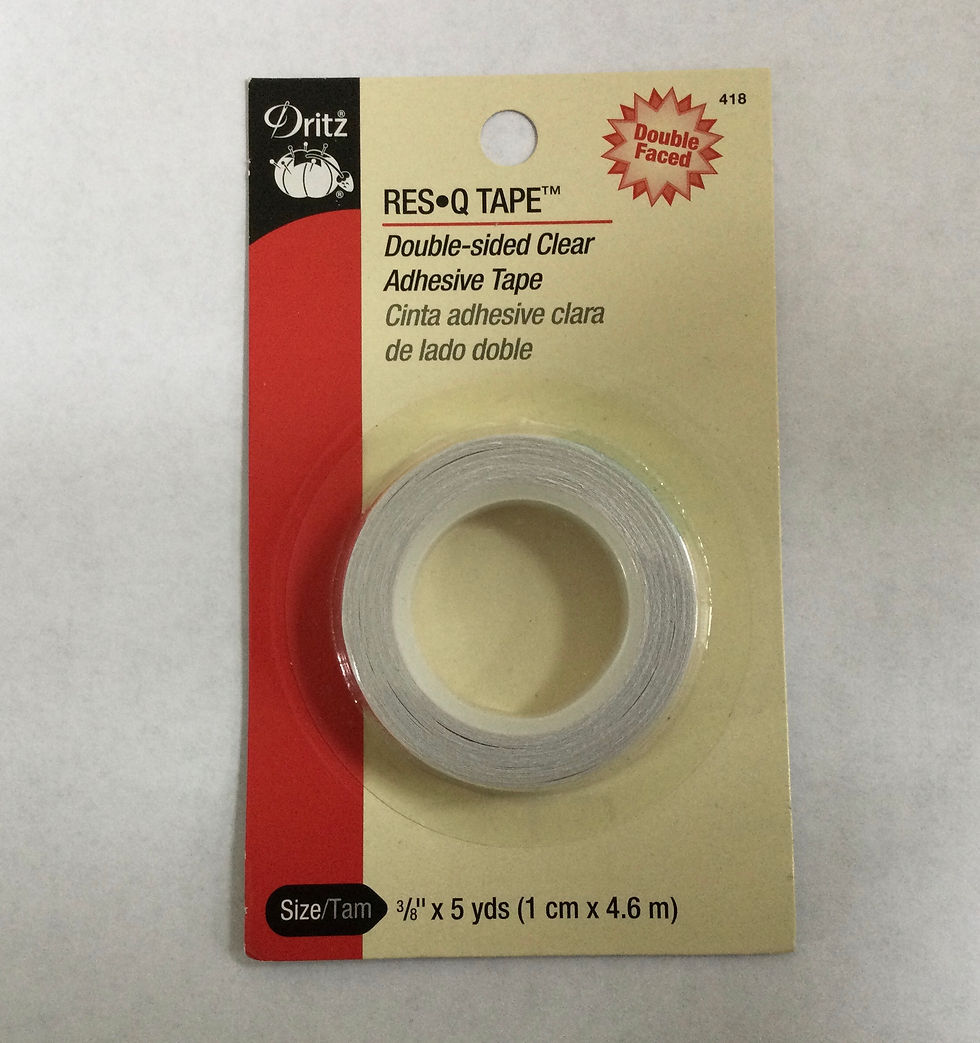 Dritz®
®
418
Double
Faced
RES•Q TAPE™
Double-sided Clear
Adhesive Tape
Cinta adhesive clara
de lado doble
Size/Tam 3/8" x 5 yds (1 cm x 4.6 m)